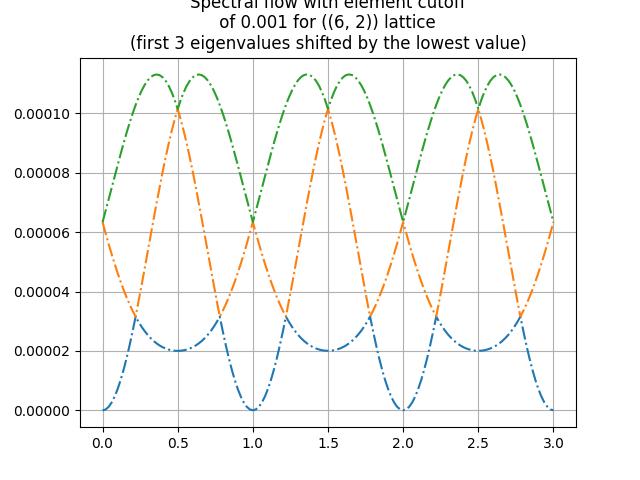 Spectral flow with element cutoff
of 0.001 for ((6, 2)) lattice
(first 3 eigenvalues shifted by the lowest value)
0.00010
0.00008
0.00006
0.00004
0.00002
0.00000
0.0 0.5 1.0 1.5 2.0 2.5 3.0